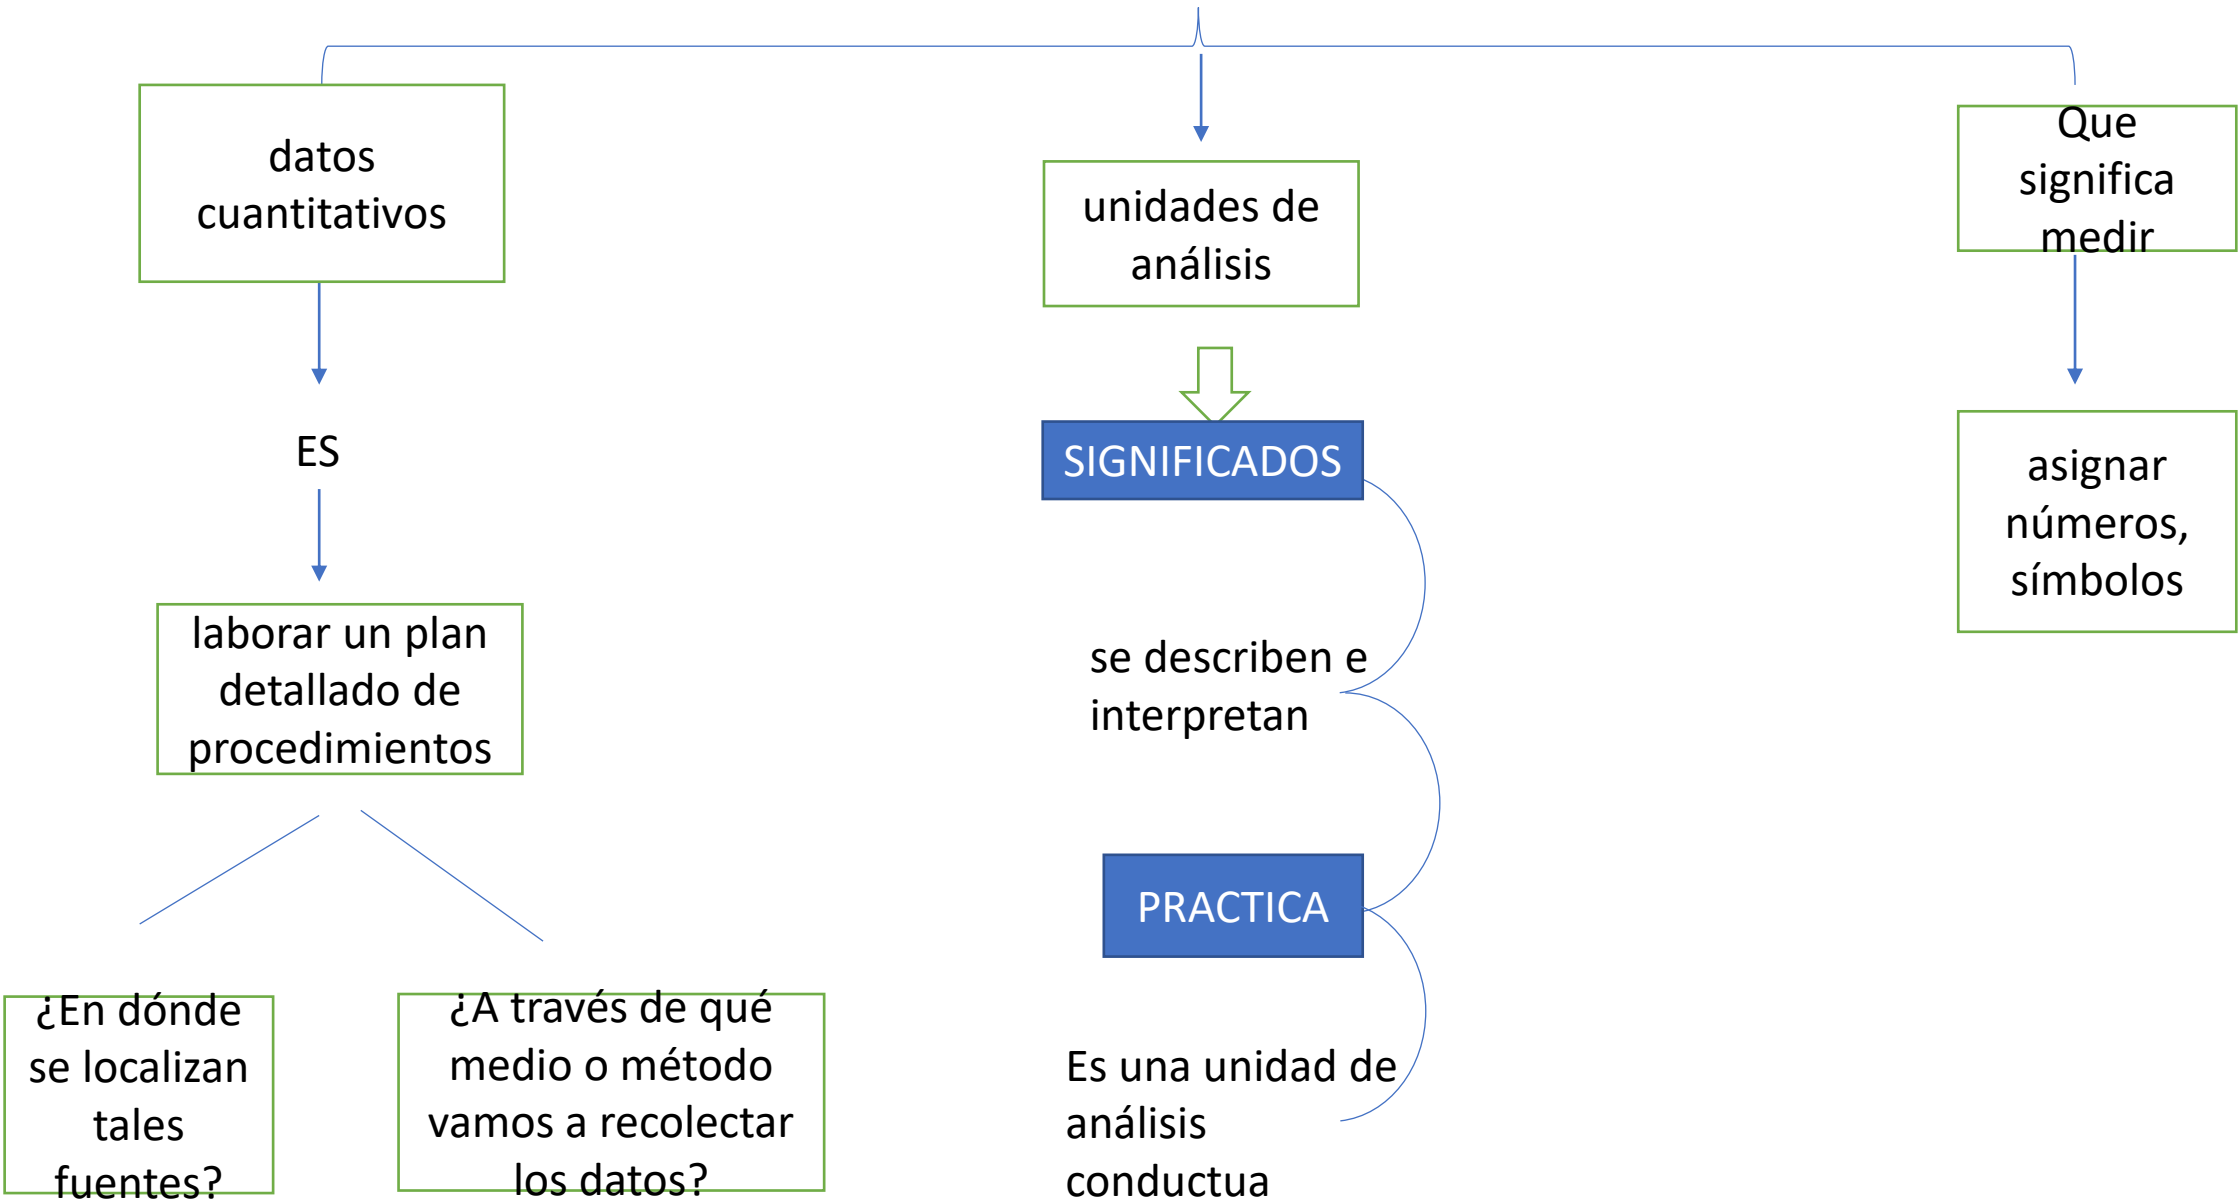 datos
cuantitativos
ES
laborar un plan
detallado de
procedimientos
¿En dónde
se localizan
tales
fuentes?
¿A través de qué
medio o método
vamos a recolectar
los datos?
unidades de
análisis
SIGNIFICADOS
se describen e
interpretan
PRACTICA
Es una unidad de
análisis
conductua
Que
significa
medir
asignar
números,
símbolos